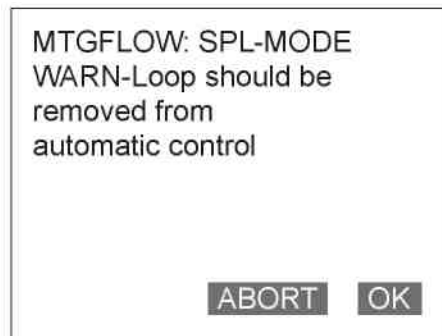 MTGFLOW: SPL-MODE
WARN-Loop should be
removed from
automatic control
ABORT OK